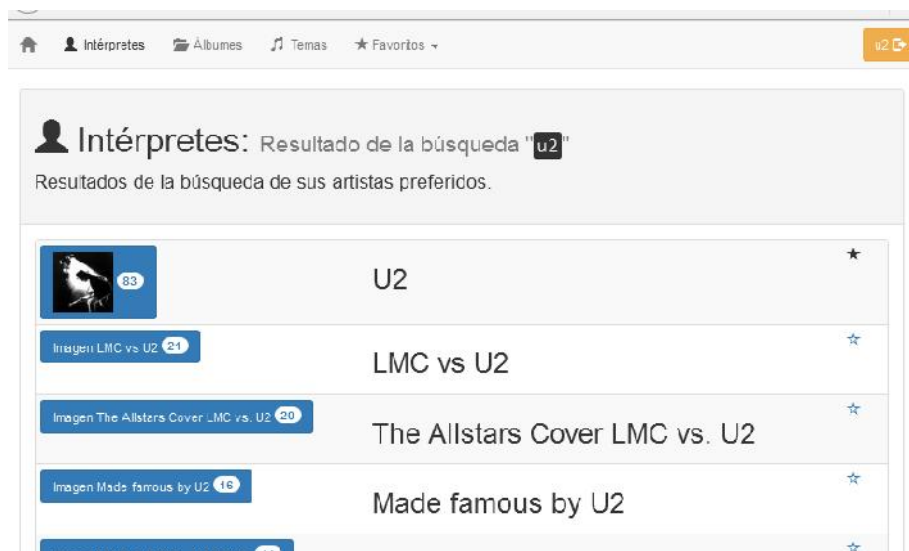 Intérpretes Álbumes Temas Favoritos u2
Intérpretes: Resultado de la búsqueda "u2"
Resultados de la búsqueda de sus artistas preferidos.
83 U2
Imagen LMC vs U2 21 LMC vs U2
Imagen The Allstars Cover LMC vs. U2 20 The Allstars Cover LMC vs. U2
Imagen Made famous by U2 16 Made famous by U2